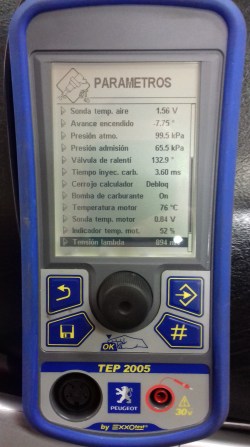 PARAMETROS
Sonda temp. aire 1.56 V
Avance encendido -7.75 °
Presión atmo. 99.5 kPa
Presión admisión 65.5 kPa
Válvula de ralentí 132.9 °
Tiempo inyec. carb. 3.60 ms
Cerrojo calculador Debloq
Bomba de carburante On
Temperatura motor 76 °C
Sonda temp. motor 0.84 V
Indicador temp. mot. 52 %
Tensión lambda 894 m
OK
#
TEP 2005
PEUGEOT
30V
by EXXOtest